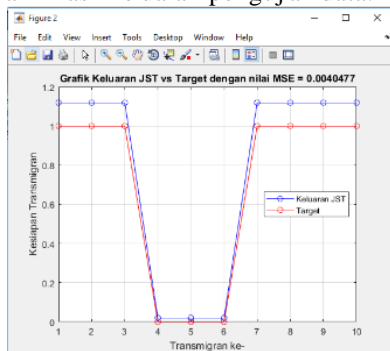 Figure 2
File Edit View Insert Tools Desktop Window Help
Grafik Keluaran JST vs Target dengan nilai MSE = 0.0040477
1.2
1
0.8
0.6
0.4
0.2
0
Kesiapan Transmigran
Keluaran JST
Target
1 2 3 4 5 6 7 8 9 10
Transmigran ke-